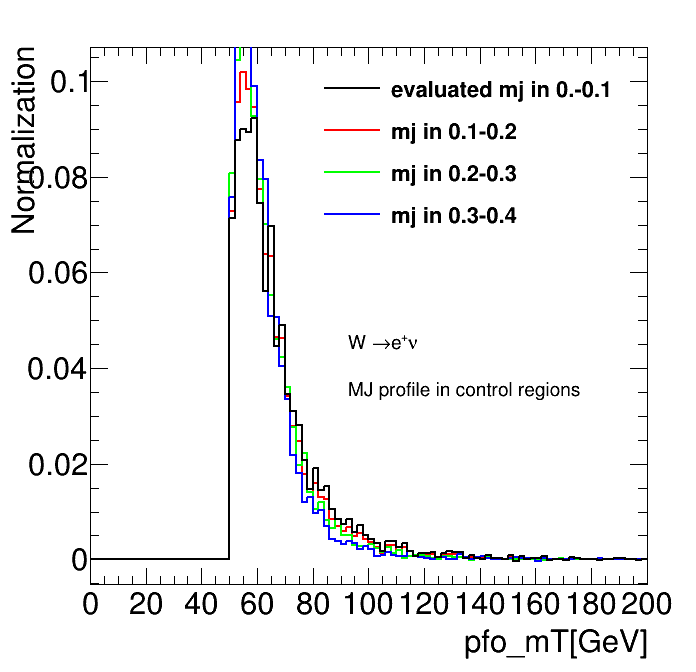 Normalization
0.1
0.08
0.06
0.04
0.02
0
evaluated mj in 0.-0.1
mj in 0.1-0.2
mj in 0.2-0.3
mj in 0.3-0.4
W →e⁺ν
MJ profile in control regions
0 20 40 60 80 100 120 140 160 180 200
pfo_mT[GeV]